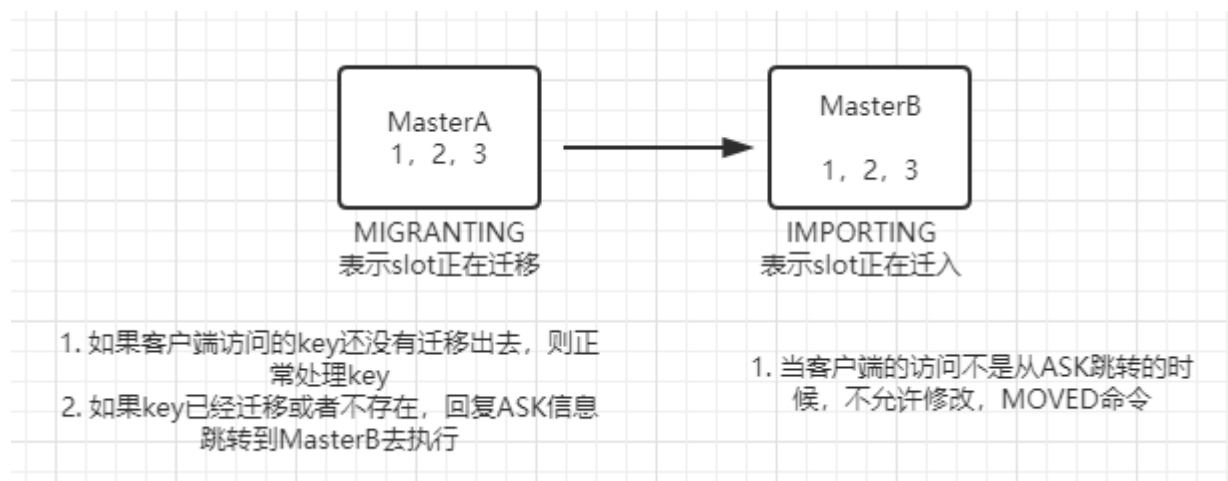 MasterA
1，2，3
MIGRANTING
表示slot正在迁移
MasterB
1，2，3
IMPORTING
表示slot正在迁入
1. 如果客户端访问的key还没有迁移出去，则正
常处理key
2. 如果key已经迁移或者不存在，回复ASK信息
跳转到MasterB去执行
1. 当客户端的访问不是从ASK跳转的时
候，不允许修改，MOVED命令